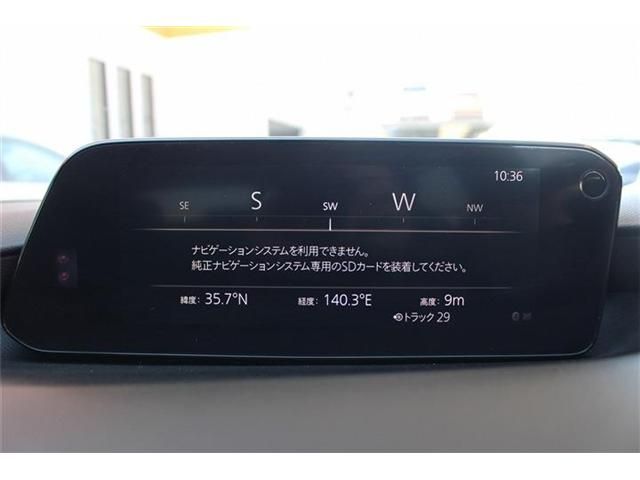 10:36
SE S SW W NW
ナビゲーションシステムを利用できません。
純正ナビゲーションシステム専用のSDカードを装着してください。
緯度: 35.7°N 経度: 140.3°E 高度: 9m
トラック 29